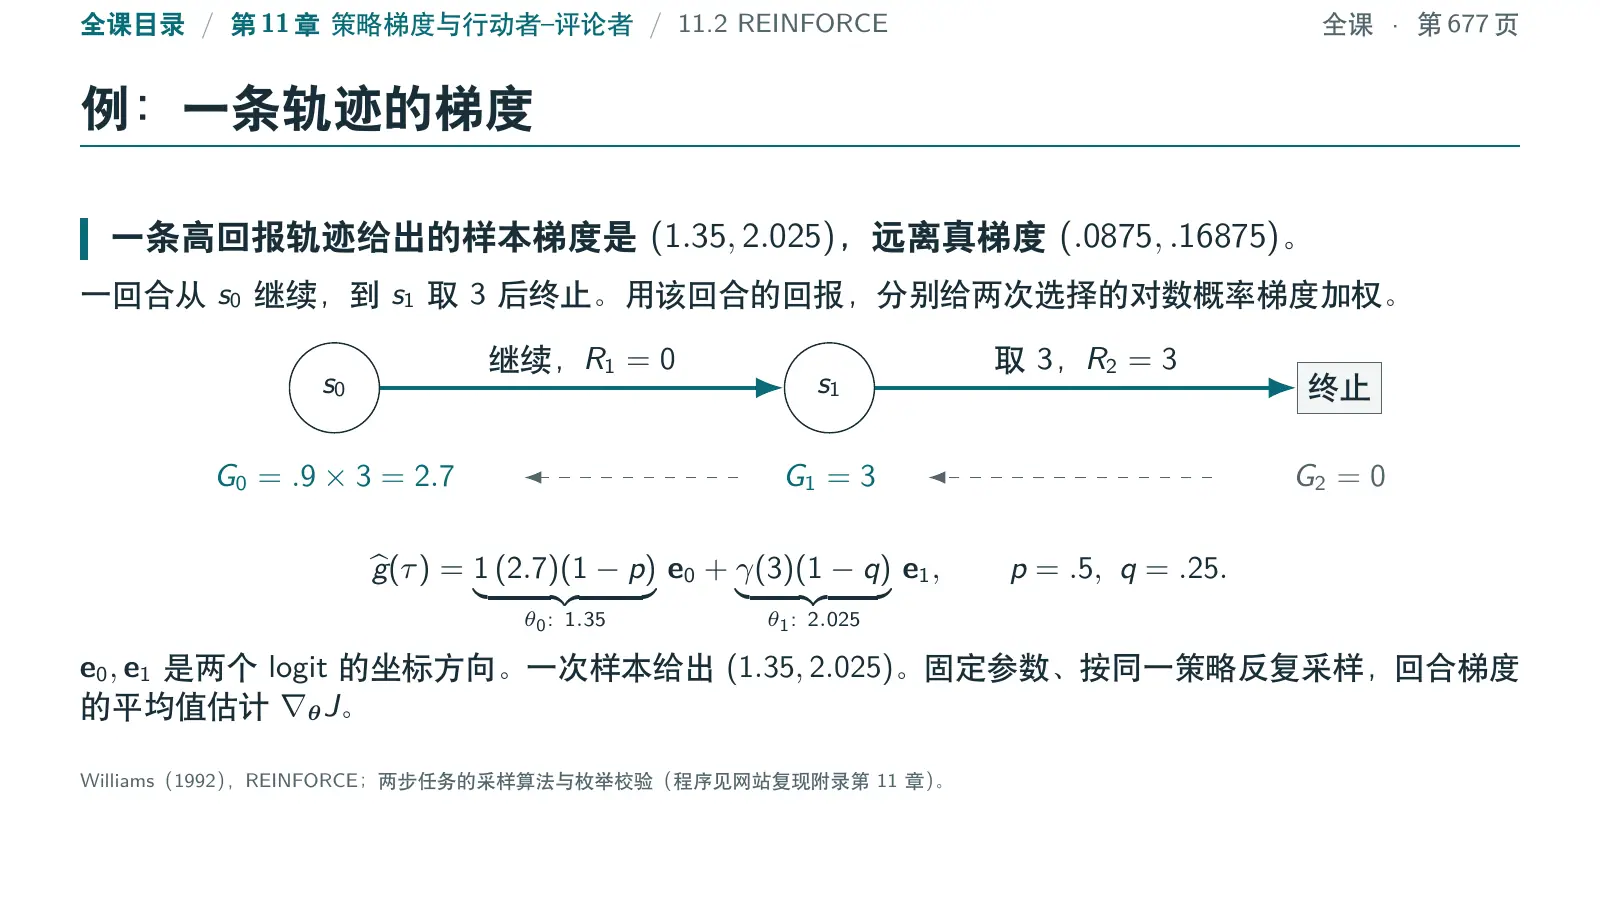 全课目录 / 第 11 章 策略梯度与行动者–评论者 / 11.2 REINFORCE
全课 · 第 677 页
例：一条轨迹的梯度
一条高回报轨迹给出的样本梯度是 (1.35, 2.025)，远离真梯度 (.0875, .16875)。
一回合从 s₀ 继续，到 s₁ 取 3 后终止。用该回合的回报，分别给两次选择的对数概率梯度加权。
继续，R₁ = 0
取 3，R₂ = 3
s₀
s₁
终止
G₀ = .9 × 3 = 2.7
G₁ = 3
G₂ = 0
ĝ(τ) = 1 (2.7)(1 − p) e₀ + γ(3)(1 − q) e₁, p = .5, q = .25.
θ₀: 1.35
θ₁: 2.025
e₀, e₁ 是两个 logit 的坐标方向。一次样本给出 (1.35, 2.025)。固定参数、按同一策略反复采样，回合梯度
的平均值估计 ∇_θ J。
Williams (1992)，REINFORCE；两步任务的采样算法与枚举校验（程序见网站复现附录第 11 章）。